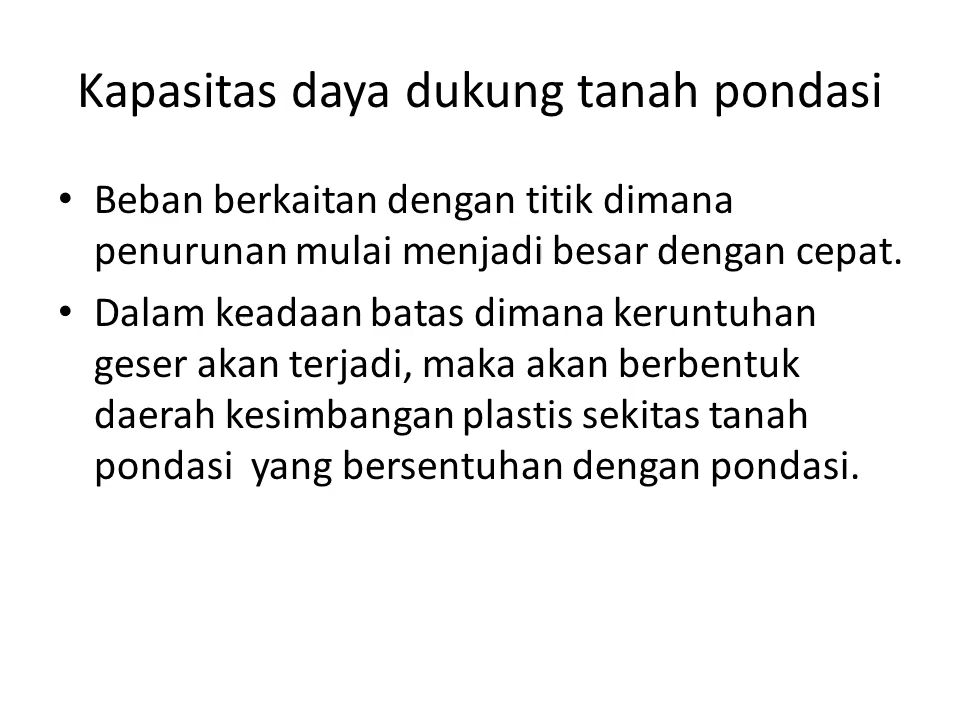 Kapasitas daya dukung tanah pondasi
• Beban berkaitan dengan titik dimana
penurunan mulai menjadi besar dengan cepat.
• Dalam keadaan batas dimana keruntuhan
geser akan terjadi, maka akan berbentuk
daerah kesimbangan plastis sekitas tanah
pondasi  yang bersentuhan dengan pondasi.